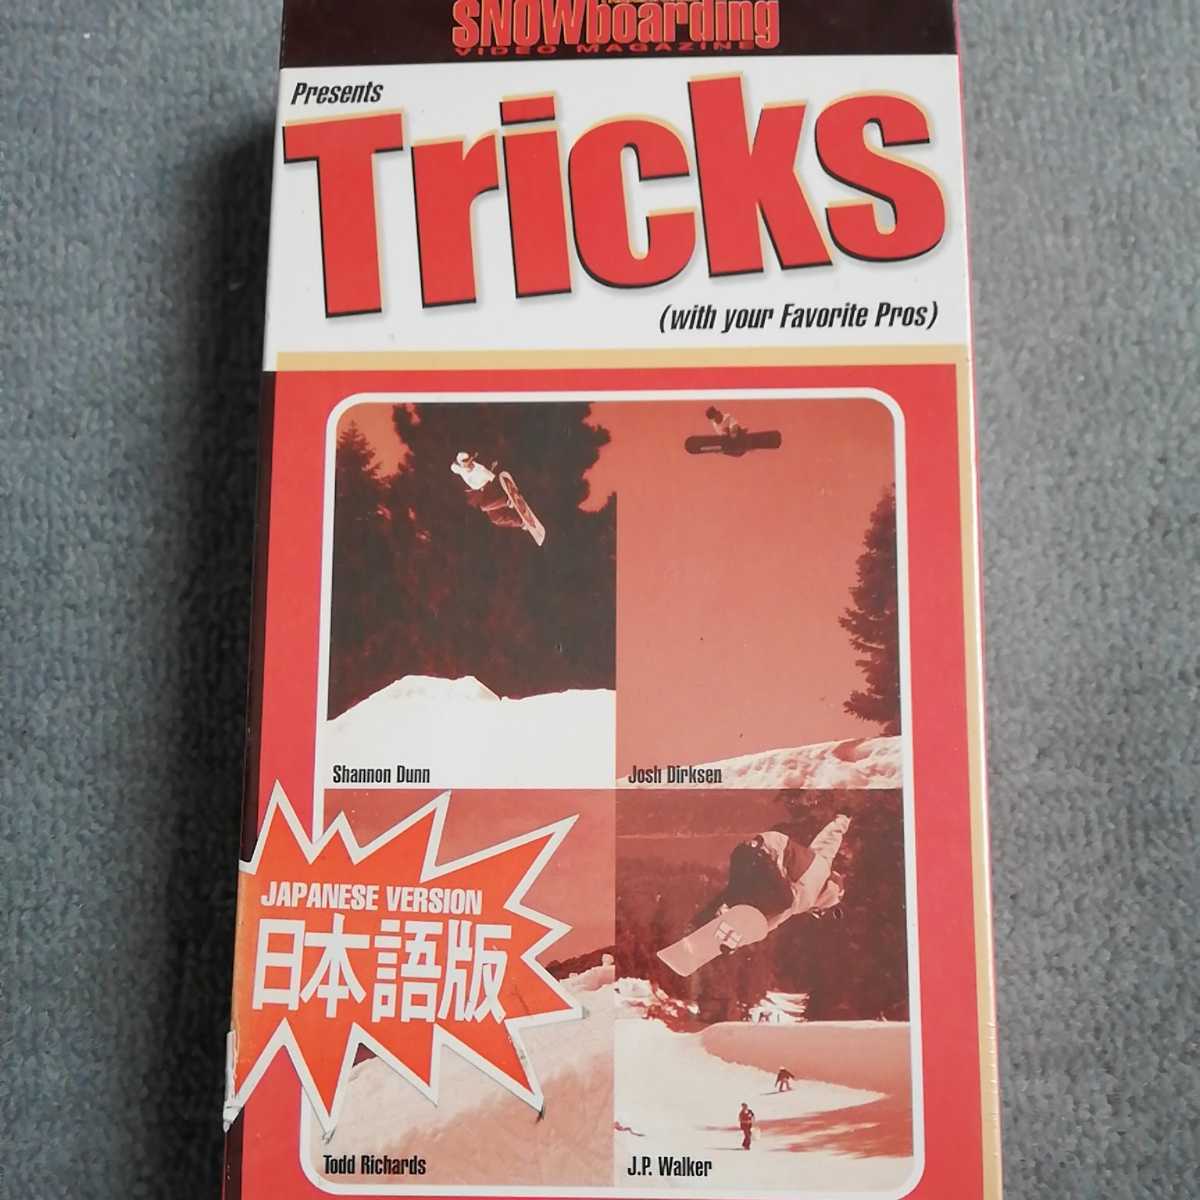 SNOWboarding
VIDEO MAGAZINE
Presents
Tricks
(with your Favorite Pros)
Shannon Dunn
Josh Dirksen
JAPANESE VERSION
日本語版
Todd Richards
J.P. Walker